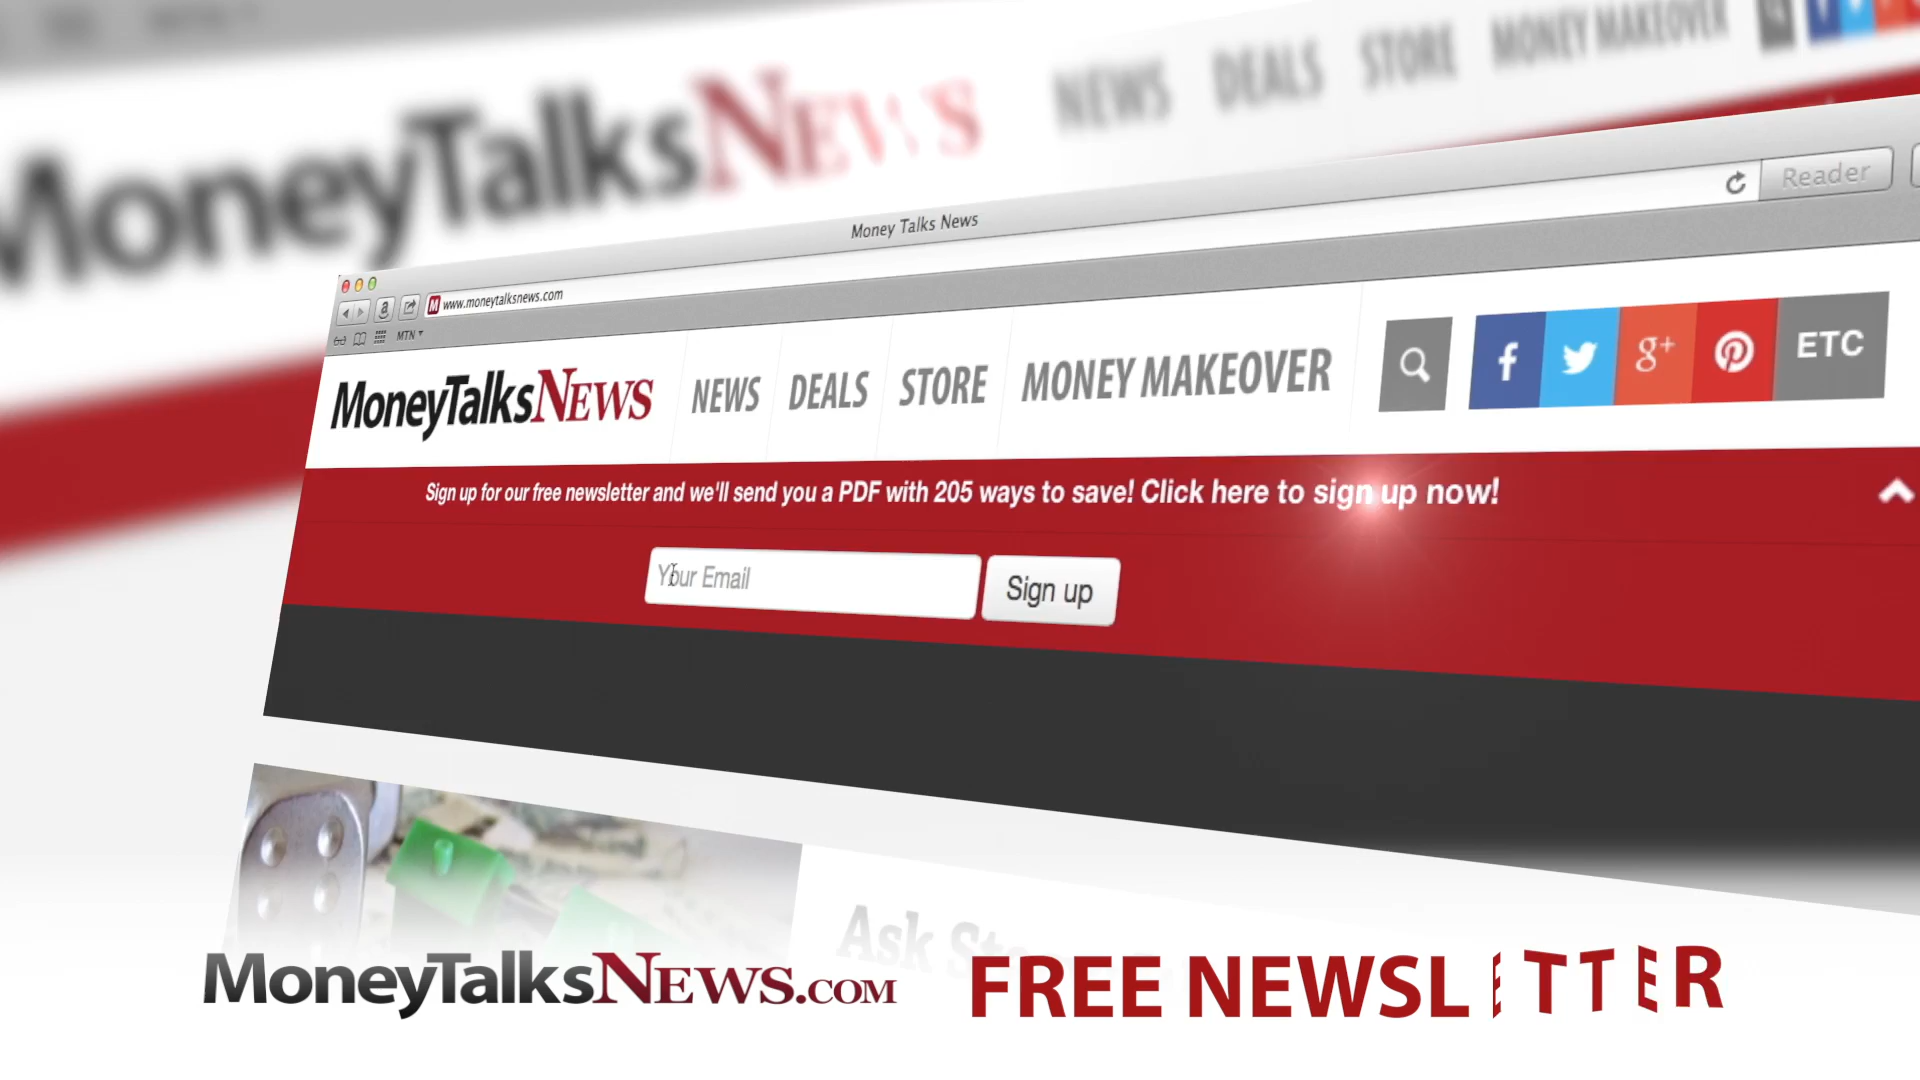 MoneyTalksNEWS NEWS DEALS STORE MONEY MAKEOVER
Reader
Money Talks News
www.moneytalksnews.com
MTN
MoneyTalksNEWS NEWS DEALS STORE MONEY MAKEOVER f g+ ETC
Sign up for our free newsletter and we'll send you a PDF with 205 ways to save! Click here to sign up now!
Your Email Sign up
Ask
MoneyTalksNEWS.COM FREE NEWSLETTER